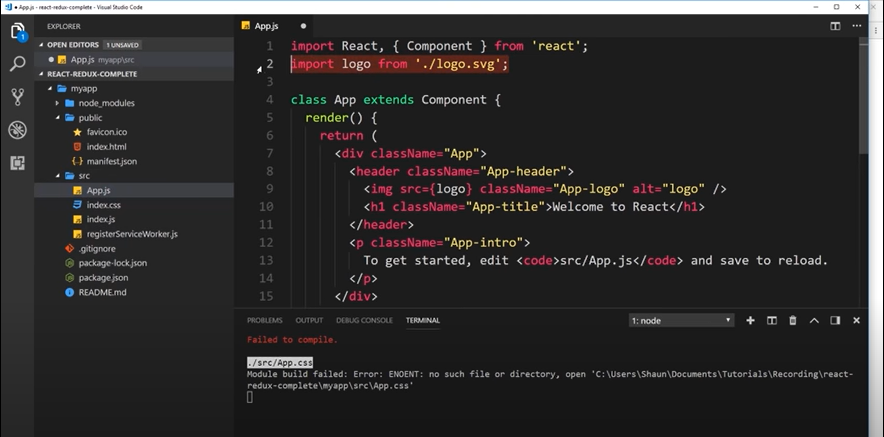 ● App.js - react-redux-complete - Visual Studio Code
EXPLORER
OPEN EDITORS 1 UNSAVED
● App.js myapp\src
REACT-REDUX-COMPLETE
myapp
node_modules
public
favicon.ico
index.html
manifest.json
src
App.js
index.css
index.js
registerServiceWorker.js
.gitignore
package-lock.json
package.json
README.md
1
App.js ●
1 import React, { Component } from 'react';
2 import logo from './logo.svg';
3
4 class App extends Component {
5 render() {
6 return (
7 <div className="App">
8 <header className="App-header">
9 <img src={logo} className="App-logo" alt="logo" />
10 <h1 className="App-title">Welcome to React</h1>
11 </header>
12 <p className="App-intro">
13 To get started, edit <code>src/App.js</code> and save to reload.
14 </p>
15 </div>
PROBLEMS OUTPUT DEBUG CONSOLE TERMINAL 1: node
Failed to compile.
./src/App.css
Module build failed: Error: ENOENT: no such file or directory, open 'C:\Users\Shaun\Documents\Tutorials\Recording\react-
redux-complete\myapp\src\App.css'